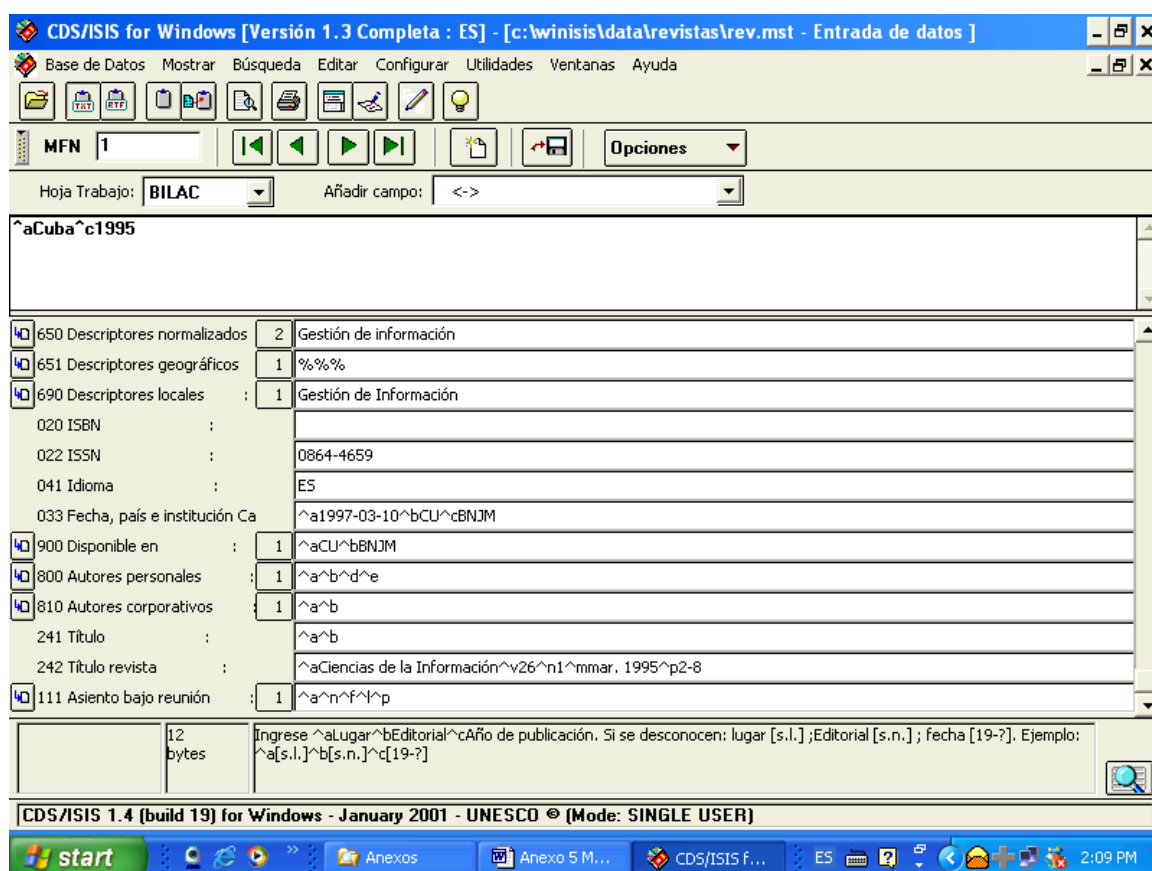 CDS/ISIS for Windows [Versión 1.3 Completa : ES] - [c:\winisis\data\revistas\rev.mst - Entrada de datos ]
Base de Datos Mostrar Búsqueda Editar Configurar Utilidades Ventanas Ayuda
TXT RTF
MFN 1 Opciones
Hoja Trabajo: BILAC Añadir campo: <->
^aCuba^c1995
650 Descriptores normalizados 2 Gestión de información
651 Descriptores geográficos 1 %%%
690 Descriptores locales : 1 Gestión de Información
020 ISBN :
022 ISSN : 0864-4659
041 Idioma : ES
033 Fecha, país e institución Ca ^a1997-03-10^bCU^cBNJM
900 Disponible en : 1 ^aCU^bBNJM
800 Autores personales : 1 ^a^b^d^e
810 Autores corporativos : 1 ^a^b
241 Título : ^a^b
242 Título revista : ^aCiencias de la Información^v26^n1^mmar. 1995^p2-8
111 Asiento bajo reunión : 1 ^a^n^f^l^p
12 bytes
Ingrese ^aLugar^bEditorial^cAño de publicación. Si se desconocen: lugar [s.l.] ;Editorial [s.n.] ; fecha [19-?]. Ejemplo:
^a[s.l.]^b[s.n.]^c[19-?]
CDS/ISIS 1.4 (build 19) for Windows - January 2001 - UNESCO © (Mode: SINGLE USER)
start » Anexos Anexo 5 M... CDS/ISIS f... ES 2:09 PM